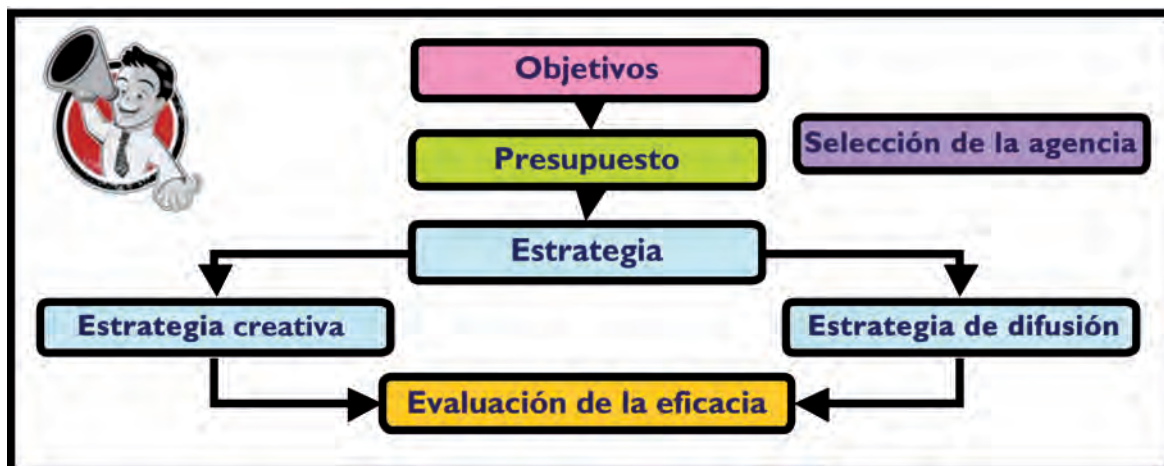 Objetivos
Presupuesto
Selección de la agencia
Estrategia
Estrategia creativa
Estrategia de difusión
Evaluación de la eficacia